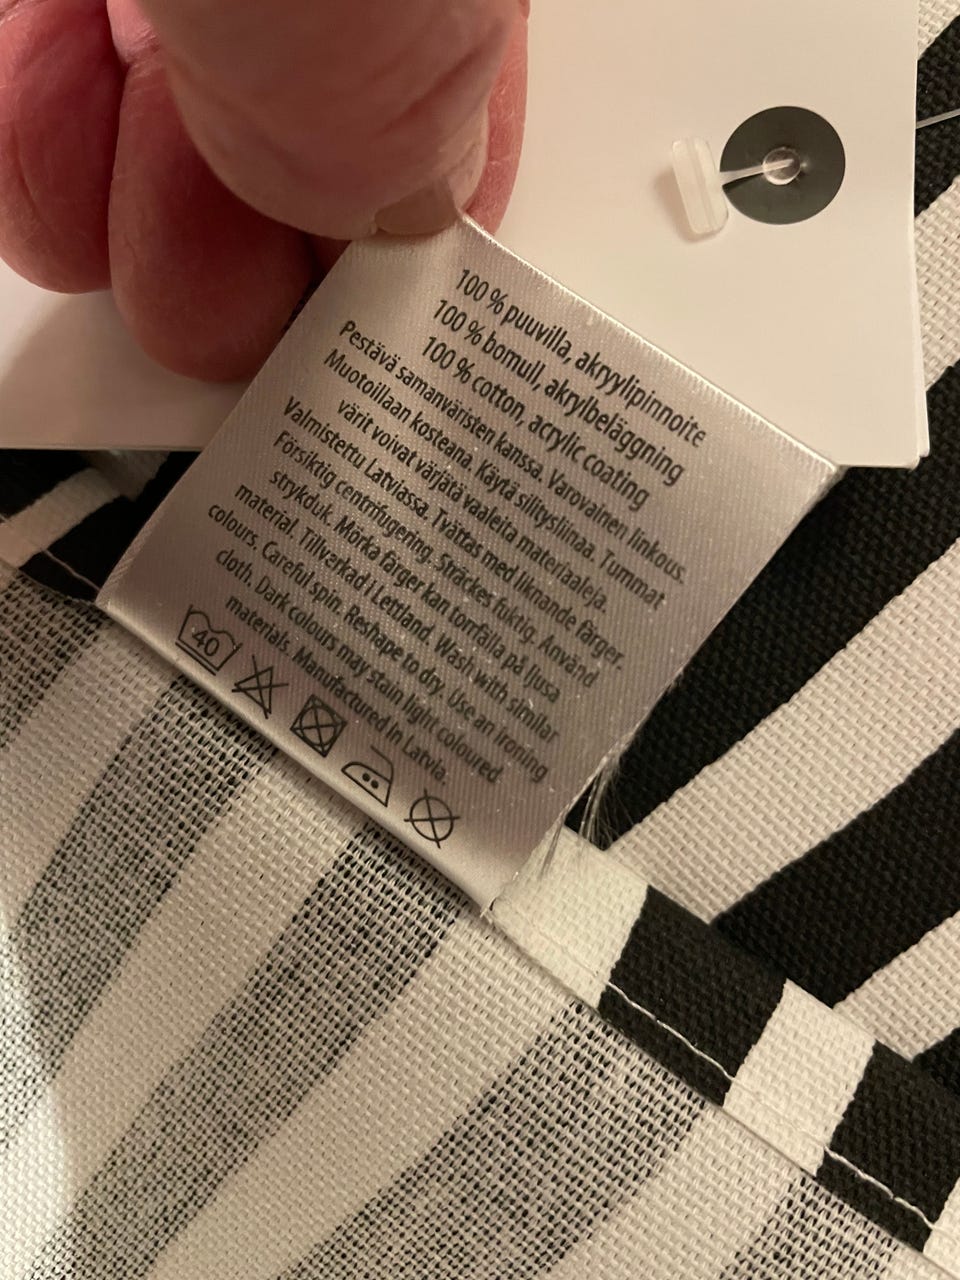 100 % puuvilla, akryylipinnoite
100 % bomull, akrylbeläggning
100 % cotton, acrylic coating
Pestävä samanväristen kanssa. Varovainen linkous.
Muotoillaan kosteana. Käytä silitysliinaa. Tummat
värit voivat värjätä vaaleita materiaaleja.
Valmistettu Latviassa. Tvättas med liknande färger.
Försiktig centrifugering. Sträckes fuktig. Använd
strykduk. Mörka färger kan torrfälla på ljusa
material. Tillverkad i Lettland. Wash with similar
colours. Careful spin. Reshape to dry. Use an ironing
cloth. Dark colours may stain light coloured
materials. Manufactured in Latvia.
40